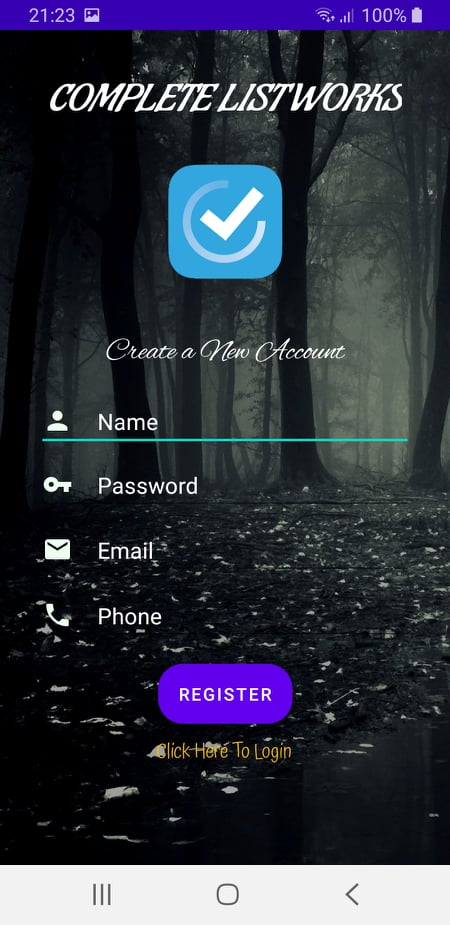 21:23 100%
COMPLETE LISTWORKS
Create a New Account
Name
Password
Email
Phone
REGISTER
Click Here To Login